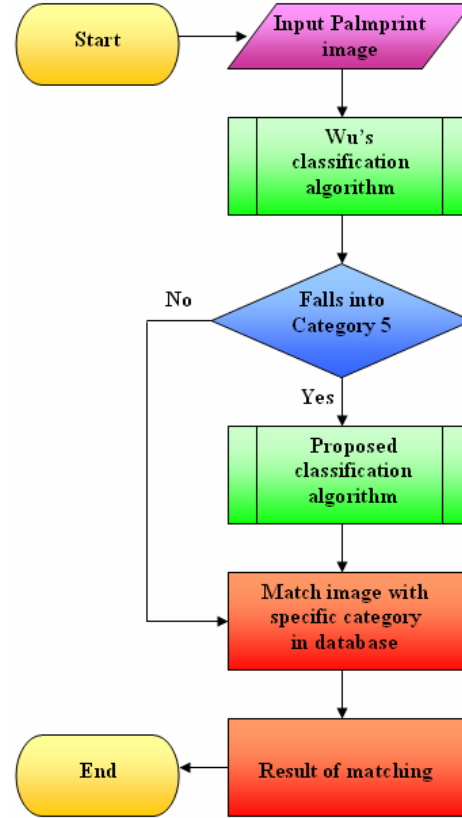 Start
Input Palmprint
image
Wu's
classification
algorithm
No
Falls into
Category 5
Yes
Proposed
classification
algorithm
Match image with
specific category
in database
End
Result of matching